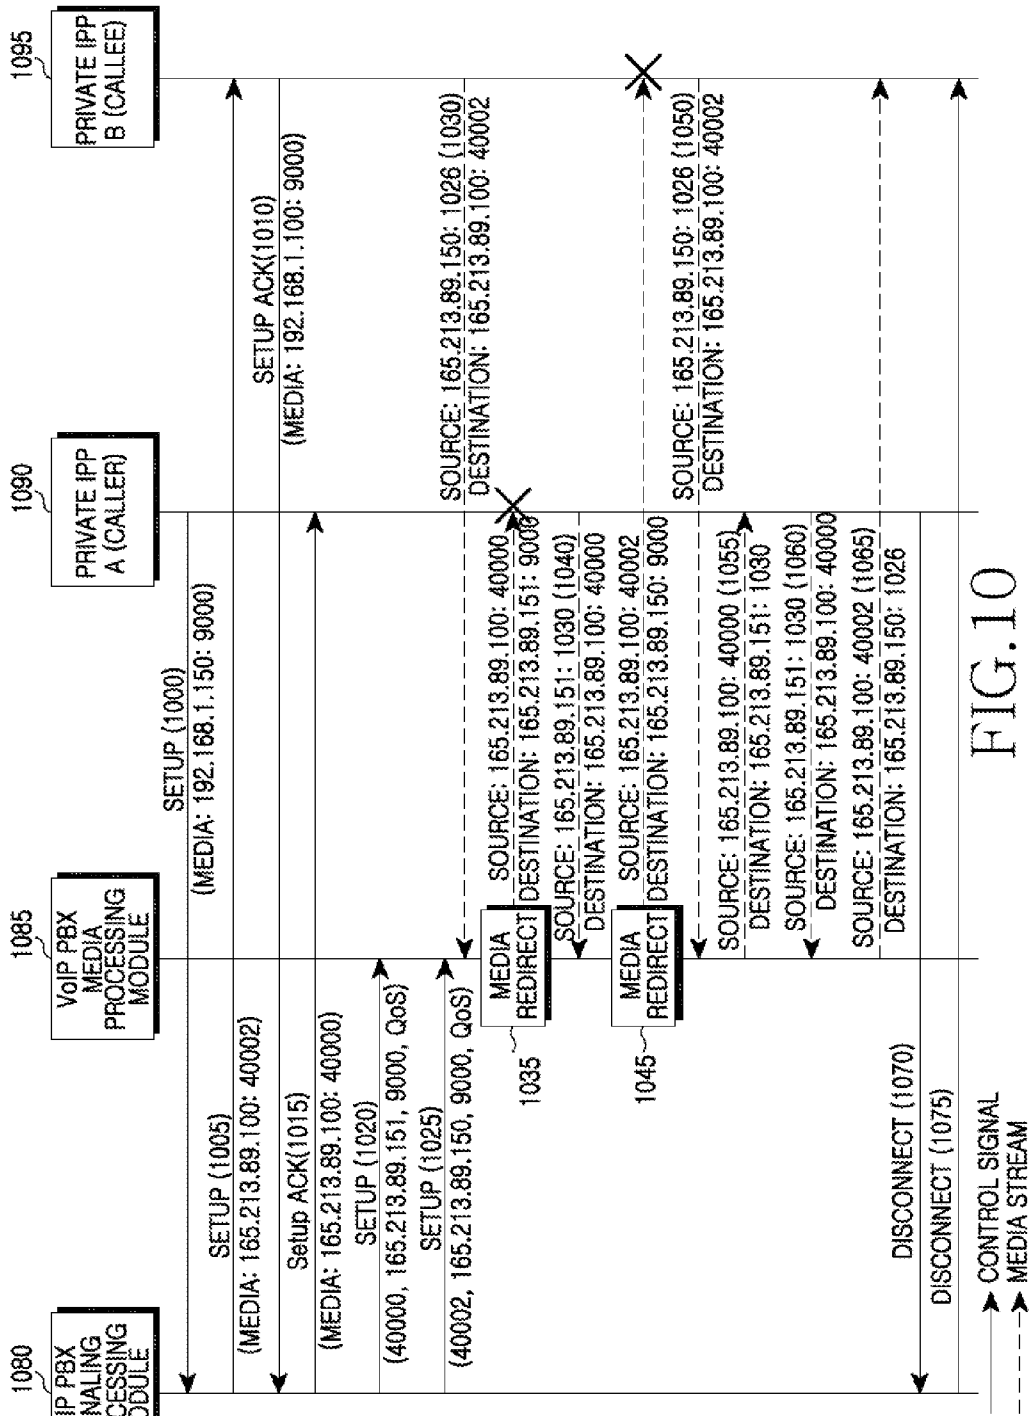 1080
IP PBX
NALING
CESSING
DULE
1085
VoIP PBX
MEDIA
PROCESSING
MODULE
1090
PRIVATE IPP
A (CALLER)
1095
PRIVATE IPP
B (CALLEE)
SETUP (1000)
(MEDIA: 192.168.1.150: 9000)
SETUP (1005)
(MEDIA: 165.213.89.100: 40002)
SETUP ACK(1010)
(MEDIA: 192.168.1.100: 9000)
Setup ACK(1015)
(MEDIA: 165.213.89.100: 40000)
SETUP (1020)
(40000, 165.213.89.151, 9000, QoS)
SETUP (1025)
(40002, 165.213.89.150, 9000, QoS)
SOURCE: 165.213.89.150: 1026 (1030)
DESTINATION: 165.213.89.100: 40002
1035
MEDIA
REDIRECT
SOURCE: 165.213.89.100: 40000
DESTINATION: 165.213.89.151: 9000
SOURCE: 165.213.89.151: 1030 (1040)
DESTINATION: 165.213.89.100: 40000
1045
MEDIA
REDIRECT
SOURCE: 165.213.89.100: 40002
DESTINATION: 165.213.89.150: 9000
SOURCE: 165.213.89.150: 1026 (1050)
DESTINATION: 165.213.89.100: 40002
SOURCE: 165.213.89.100: 40000 (1055)
DESTINATION: 165.213.89.151: 1030
SOURCE: 165.213.89.151: 1030 (1060)
DESTINATION: 165.213.89.100: 40000
SOURCE: 165.213.89.100: 40002 (1065)
DESTINATION: 165.213.89.150: 1026
DISCONNECT (1070)
DISCONNECT (1075)
CONTROL SIGNAL
MEDIA STREAM
FIG.10